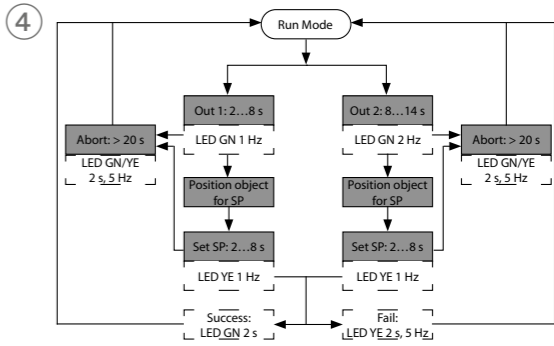 4
Run Mode
Out 1: 2...8 s
LED GN 1 Hz
Out 2: 8...14 s
LED GN 2 Hz
Abort: > 20 s
LED GN/YE
2 s, 5 Hz
Abort: > 20 s
LED GN/YE
2 s, 5 Hz
Position object
for SP
Position object
for SP
Set SP: 2...8 s
LED YE 1 Hz
Set SP: 2...8 s
LED YE 1 Hz
Success:
LED GN 2 s
Fail:
LED YE 2 s, 5 Hz